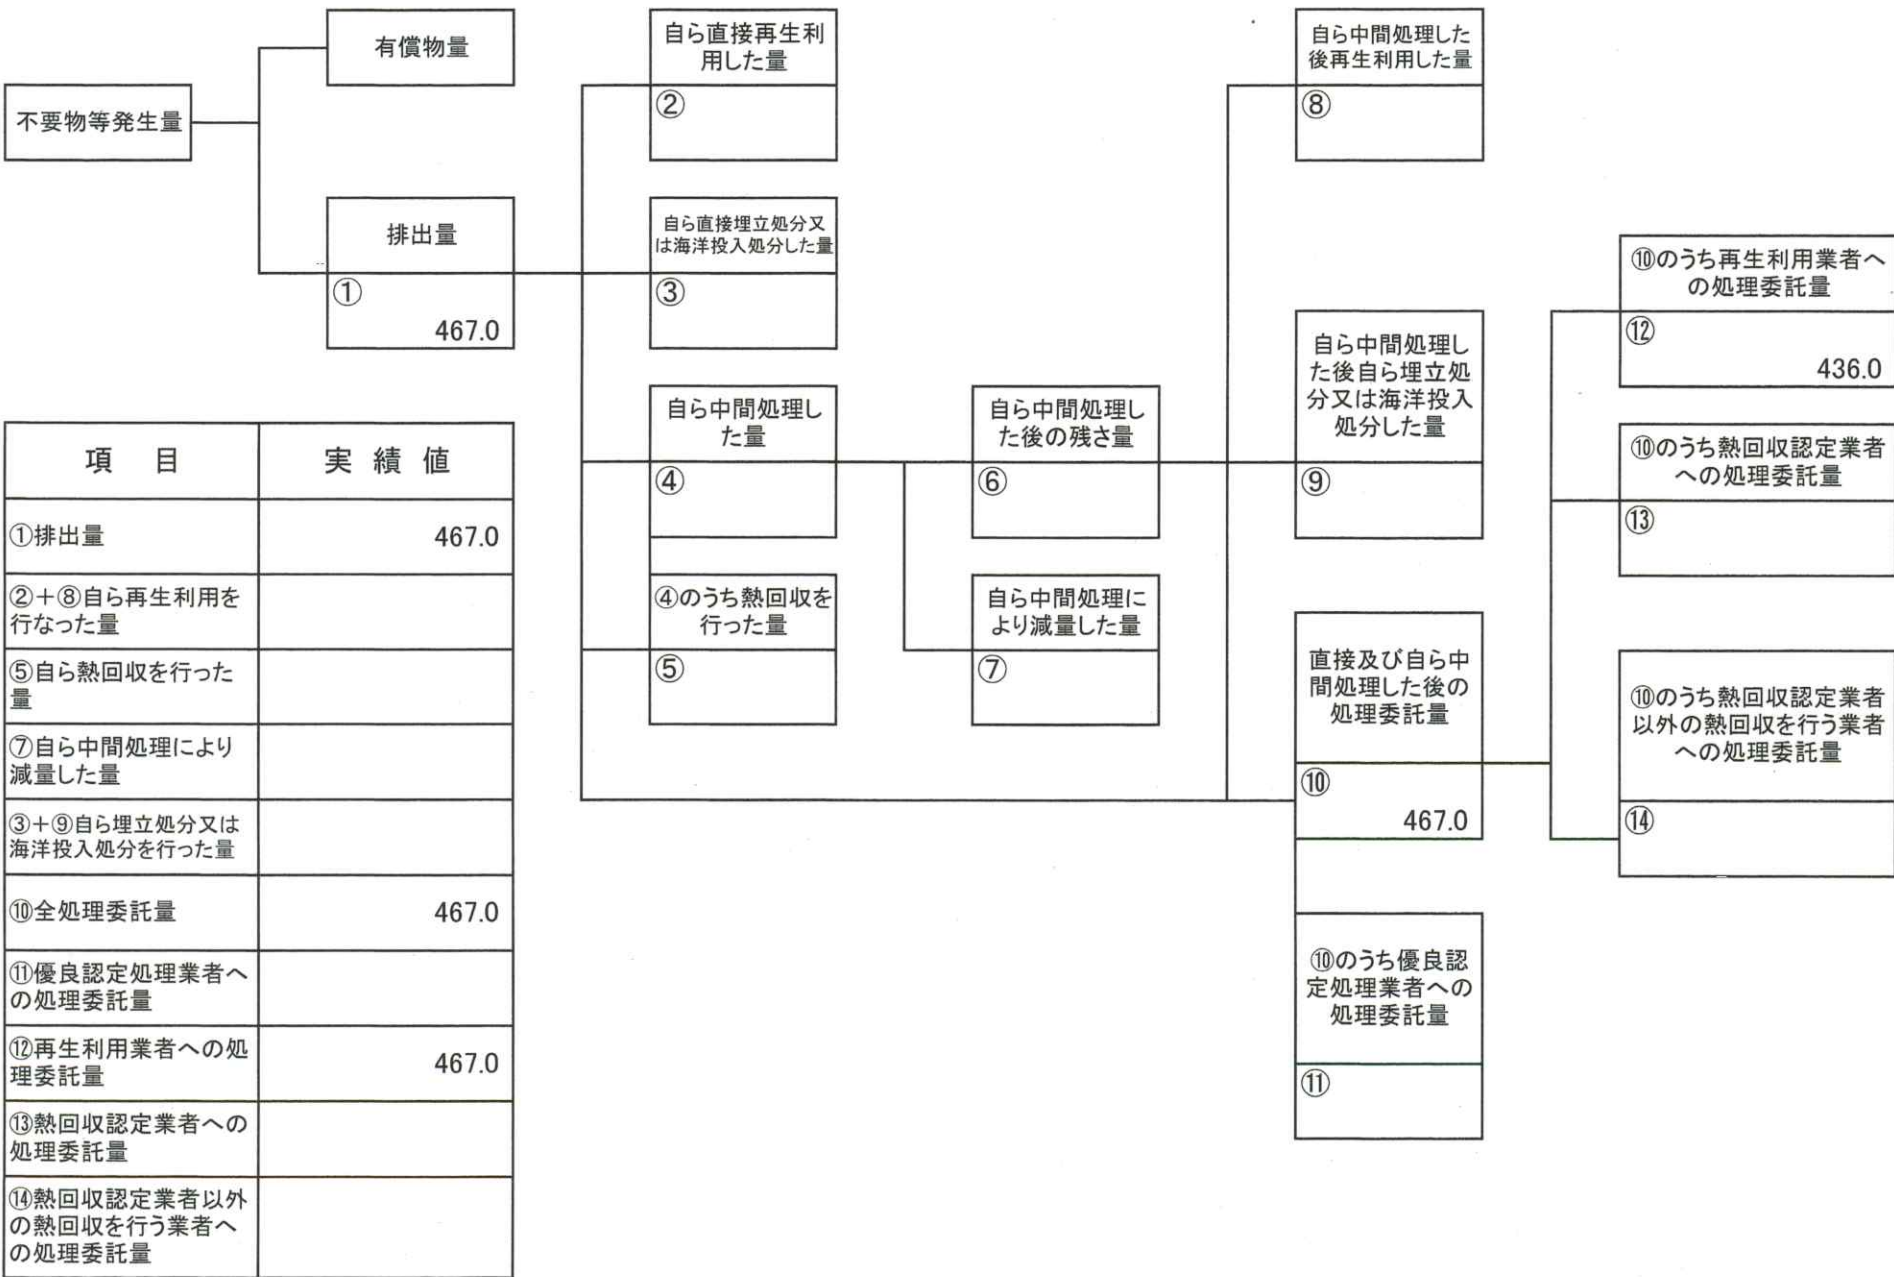 不要物等発生量
有償物量
排出量
①
467.0
自ら直接再生利
用した量
②
自ら直接埋立処分又
は海洋投入処分した量
③
自ら中間処理し
た量
④
④のうち熱回収を
行った量
⑤
自ら中間処理し
た後の残さ量
⑥
自ら中間処理に
より減量した量
⑦
自ら中間処理した
後再生利用した量
⑧
自ら中間処理し
た後自ら埋立処
分又は海洋投入
処分した量
⑨
直接及び自ら中
間処理した後の
処理委託量
⑩
467.0
⑩のうち優良認
定処理業者への
処理委託量
⑪
⑩のうち再生利用業者へ
の処理委託量
⑫
436.0
⑩のうち熱回収認定業者
への処理委託量
⑬
⑩のうち熱回収認定業者
以外の熱回収を行う業者
への処理委託量
⑭
項 目 実 績 値
①排出量 467.0
②+⑧自ら再生利用を
行なった量
⑤自ら熱回収を行った
量
⑦自ら中間処理により
減量した量
③+⑨自ら埋立処分又は
海洋投入処分を行った量
⑩全処理委託量 467.0
⑪優良認定処理業者へ
の処理委託量
⑫再生利用業者への処
理委託量 467.0
⑬熱回収認定業者への
処理委託量
⑭熱回収認定業者以外
の熱回収を行う業者へ
の処理委託量